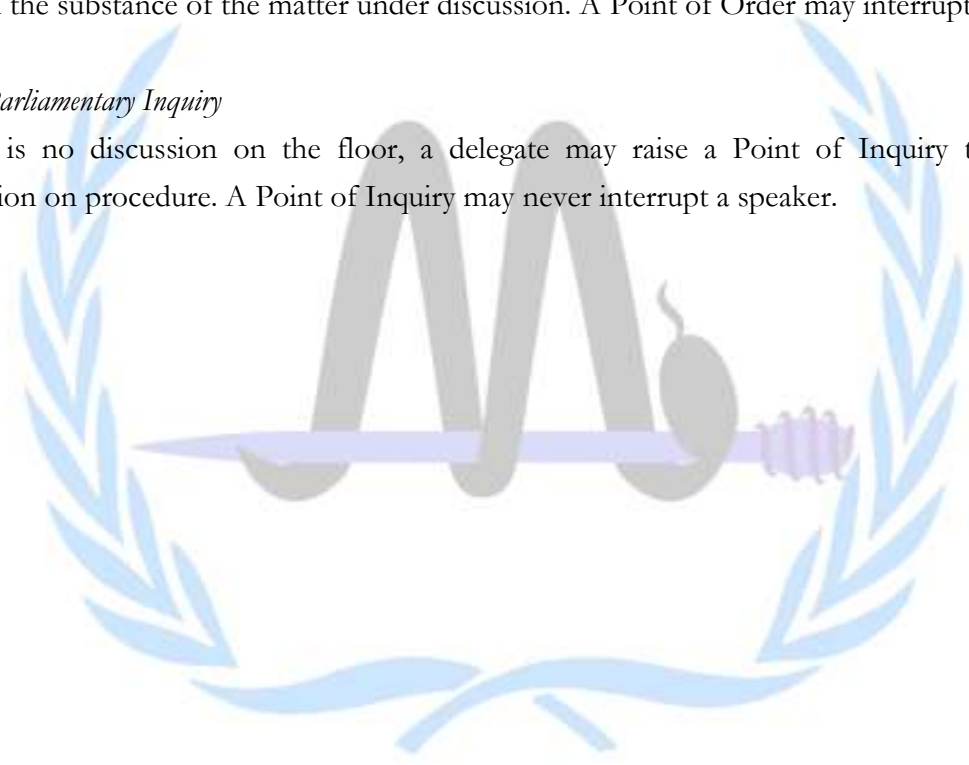 the substance of the matter under discussion. A Point of Order may interrupt
Parliamentary Inquiry
is no discussion on the floor, a delegate may raise a Point of Inquiry t
ion on procedure. A Point of Inquiry may never interrupt a speaker.